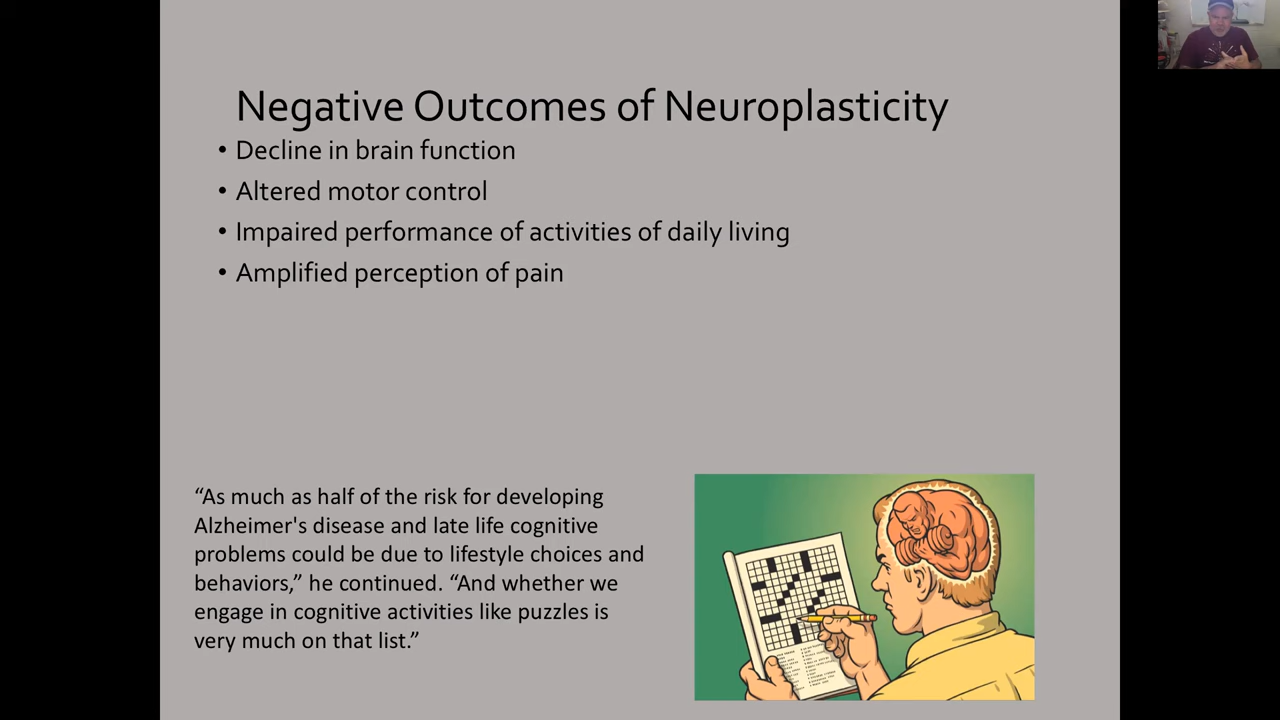 Negative Outcomes of Neuroplasticity
• Decline in brain function
• Altered motor control
• Impaired performance of activities of daily living
• Amplified perception of pain
“As much as half of the risk for developing
Alzheimer's disease and late life cognitive
problems could be due to lifestyle choices and
behaviors,” he continued. “And whether we
engage in cognitive activities like puzzles is
very much on that list.”